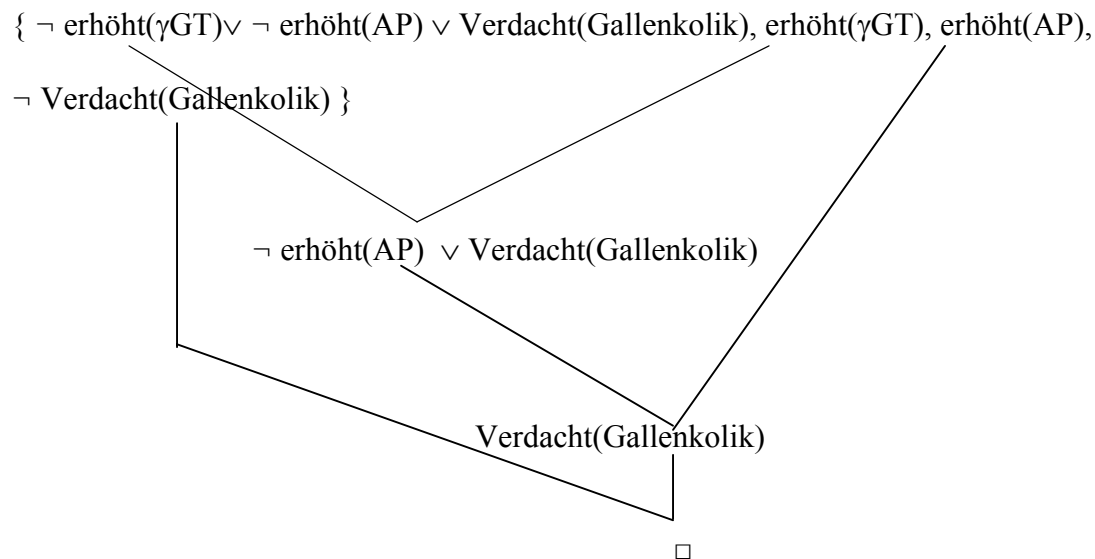 { ¬ erhöht(γGT)∨ ¬ erhöht(AP) ∨ Verdacht(Gallenkolik), erhöht(γGT), erhöht(AP),
¬ Verdacht(Gallenkolik) }
¬ erhöht(AP) ∨ Verdacht(Gallenkolik)
Verdacht(Gallenkolik)
□